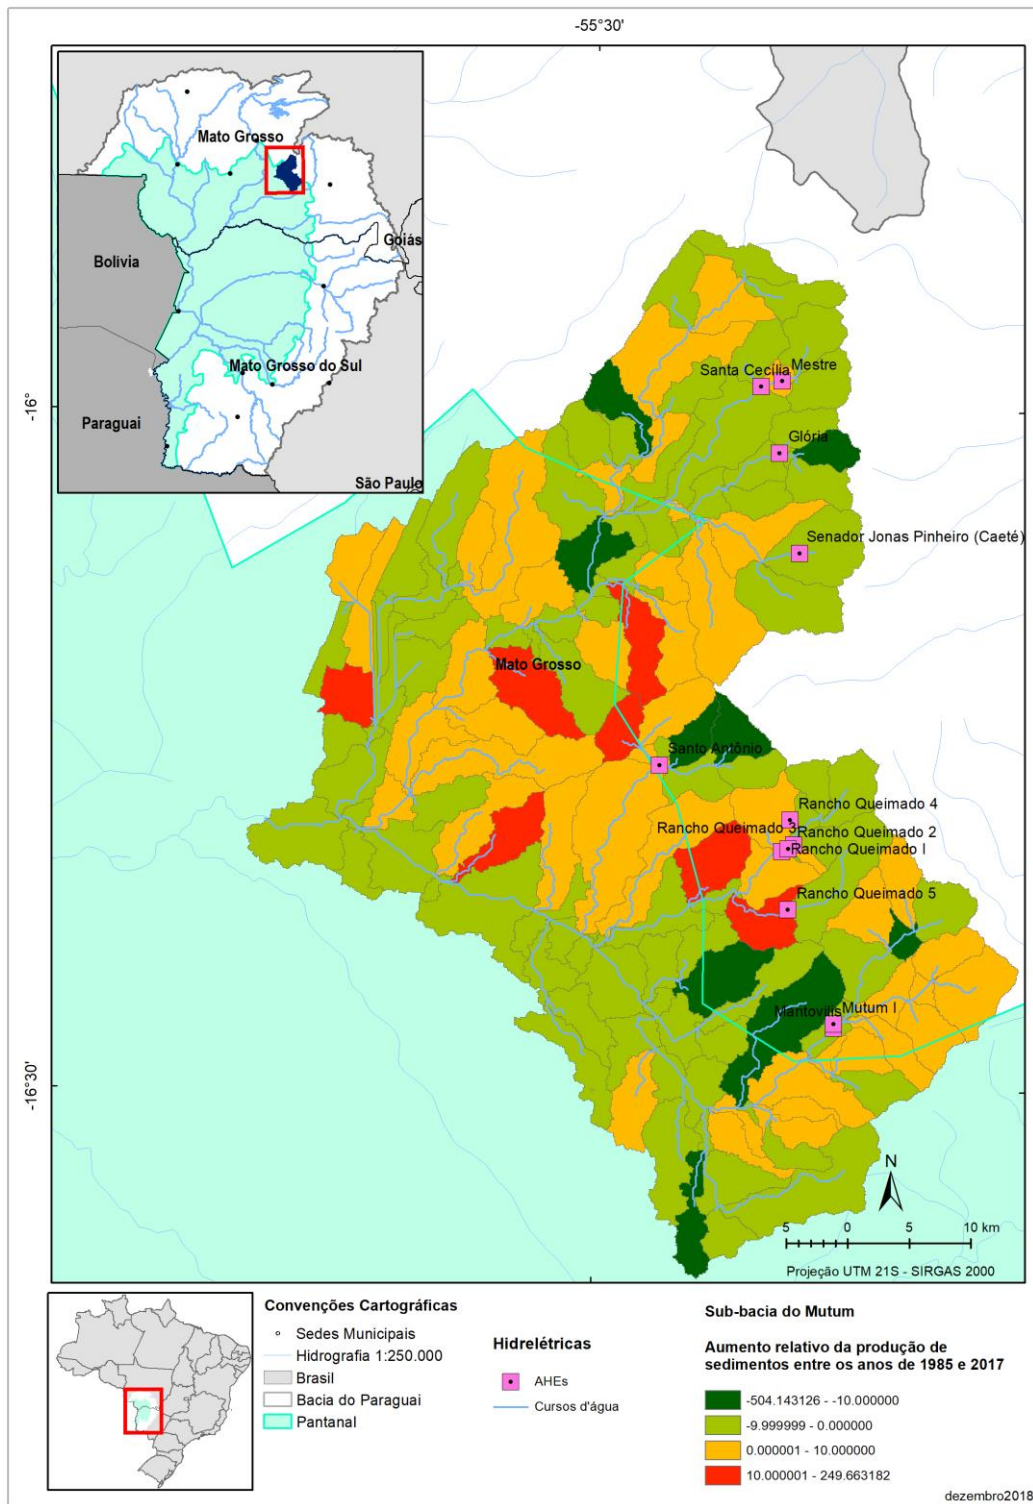 -55°30'
Mato Grosso
Goiás
Bolivia
Mato Grosso do Sul
Paraguai
São Paulo
-16°
Santa Cecília
Mestre
Glória
Senador Jonas Pinheiro (Caeté)
Mato Grosso
Santo Antônio
Rancho Queimado 4
Rancho Queimado 3
Rancho Queimado 2
Rancho Queimado I
Rancho Queimado 5
Mantovilis
Mutum I
-16°30'
N
5 0 5 10 km
Projeção UTM 21S - SIRGAS 2000
Convenções Cartográficas
Sedes Municipais
Hidrografia 1:250.000
Brasil
Bacia do Paraguai
Pantanal
Hidrelétricas
AHEs
Cursos d'água
Sub-bacia do Mutum
Aumento relativo da produção de
sedimentos entre os anos de 1985 e 2017
-504.143126 - -10.000000
-9.999999 - 0.000000
0.000001 - 10.000000
10.000001 - 249.663182
dezembro2018